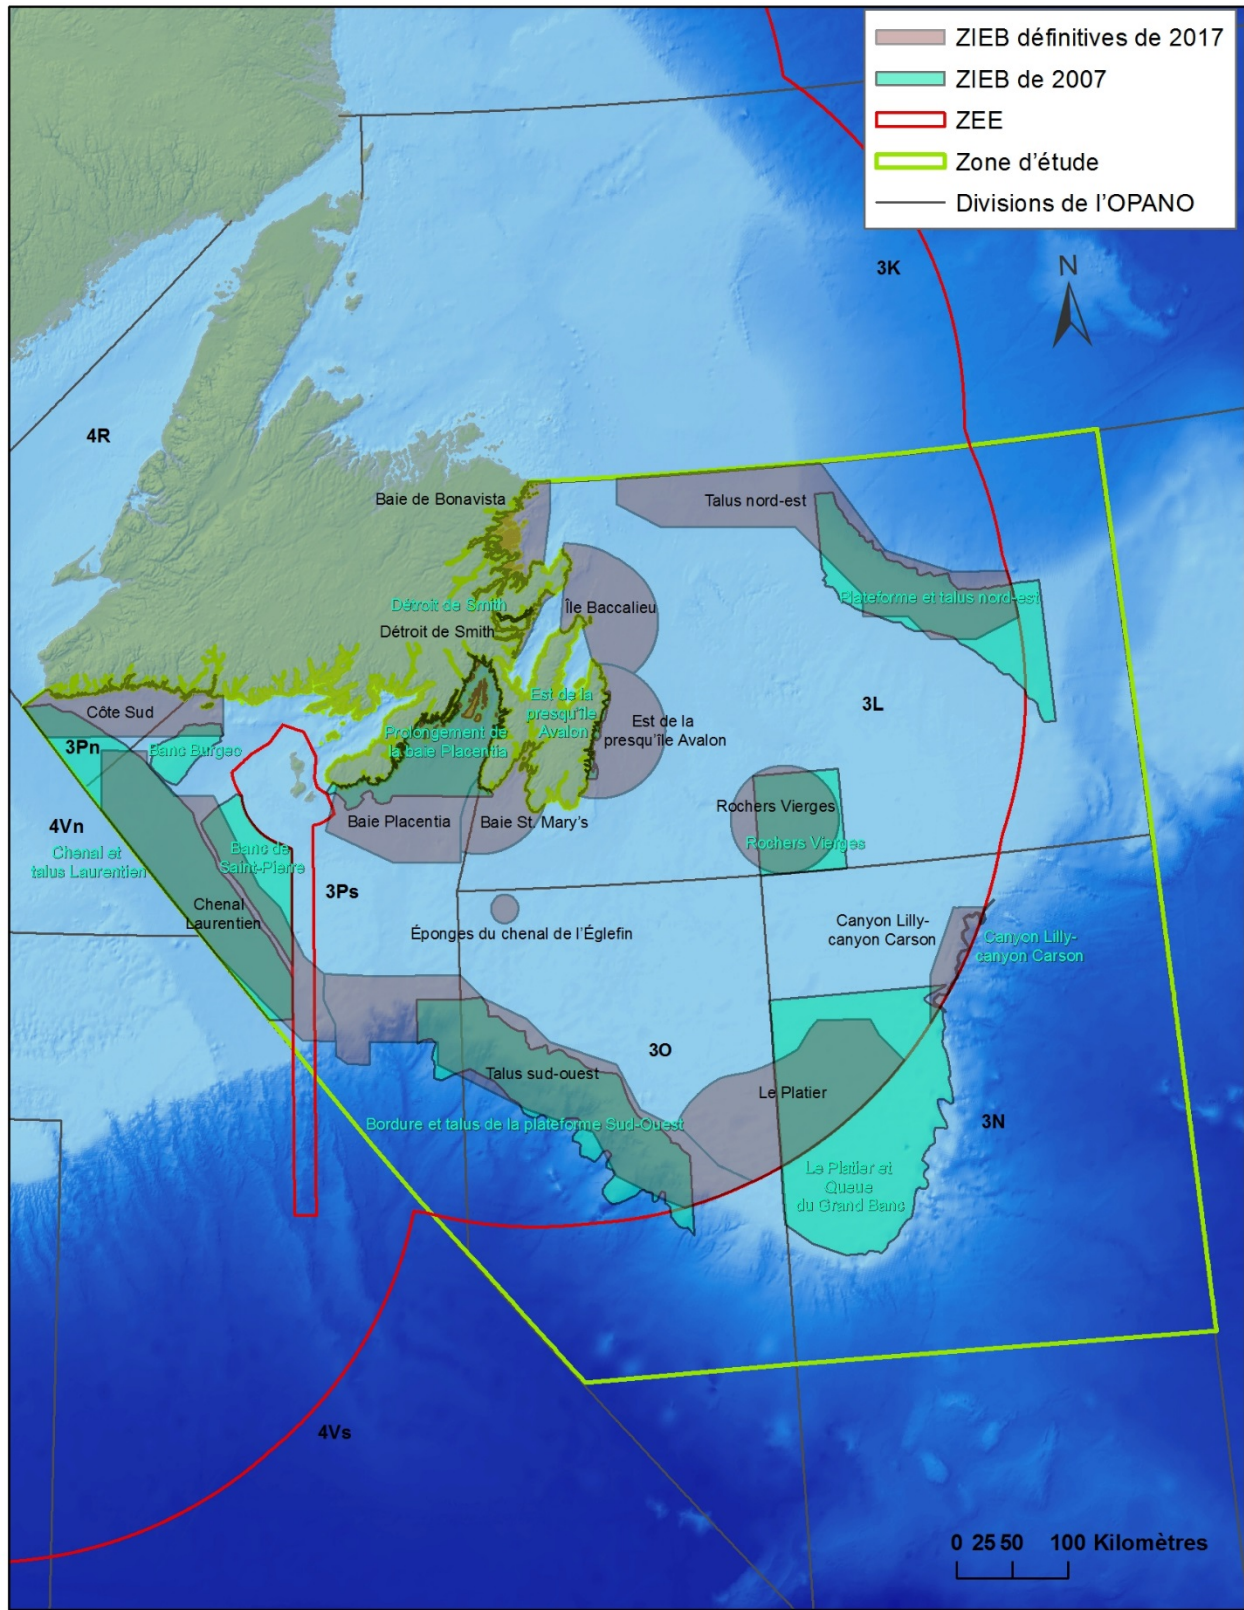 ZIEB définitives de 2017
ZIEB de 2007
ZEE
Zone d'étude
Divisions de l'OPANO
N
3K
4R
Baie de Bonavista
Talus nord-est
Détroit de Smith
Plateforme et talus nord-est
Île Baccalieu
Détroit de Smith
Côte Sud
Est de la
presqu'île
Avalon
3L
3Pn
Banc Burgeo
Prolongement de
la baie Placentia
Est de la
presqu'île Avalon
4Vn
Chenal et
talus Laurentien
Banc de
Saint-Pierre
Baie Placentia
Baie St. Mary's
Rochers Vierges
Rochers Vierges
Chenal
Laurentien
3Ps
Éponges du chenal de l'Églefin
Canyon Lilly-
canyon Carson
Canyon Lilly-
canyon Carson
3O
Talus sud-ouest
Le Platier
Bordure et talus de la plateforme Sud-Ouest
3N
Le Platier et
Queue
du Grand Banc
4Vs
0 25 50 100 Kilomètres